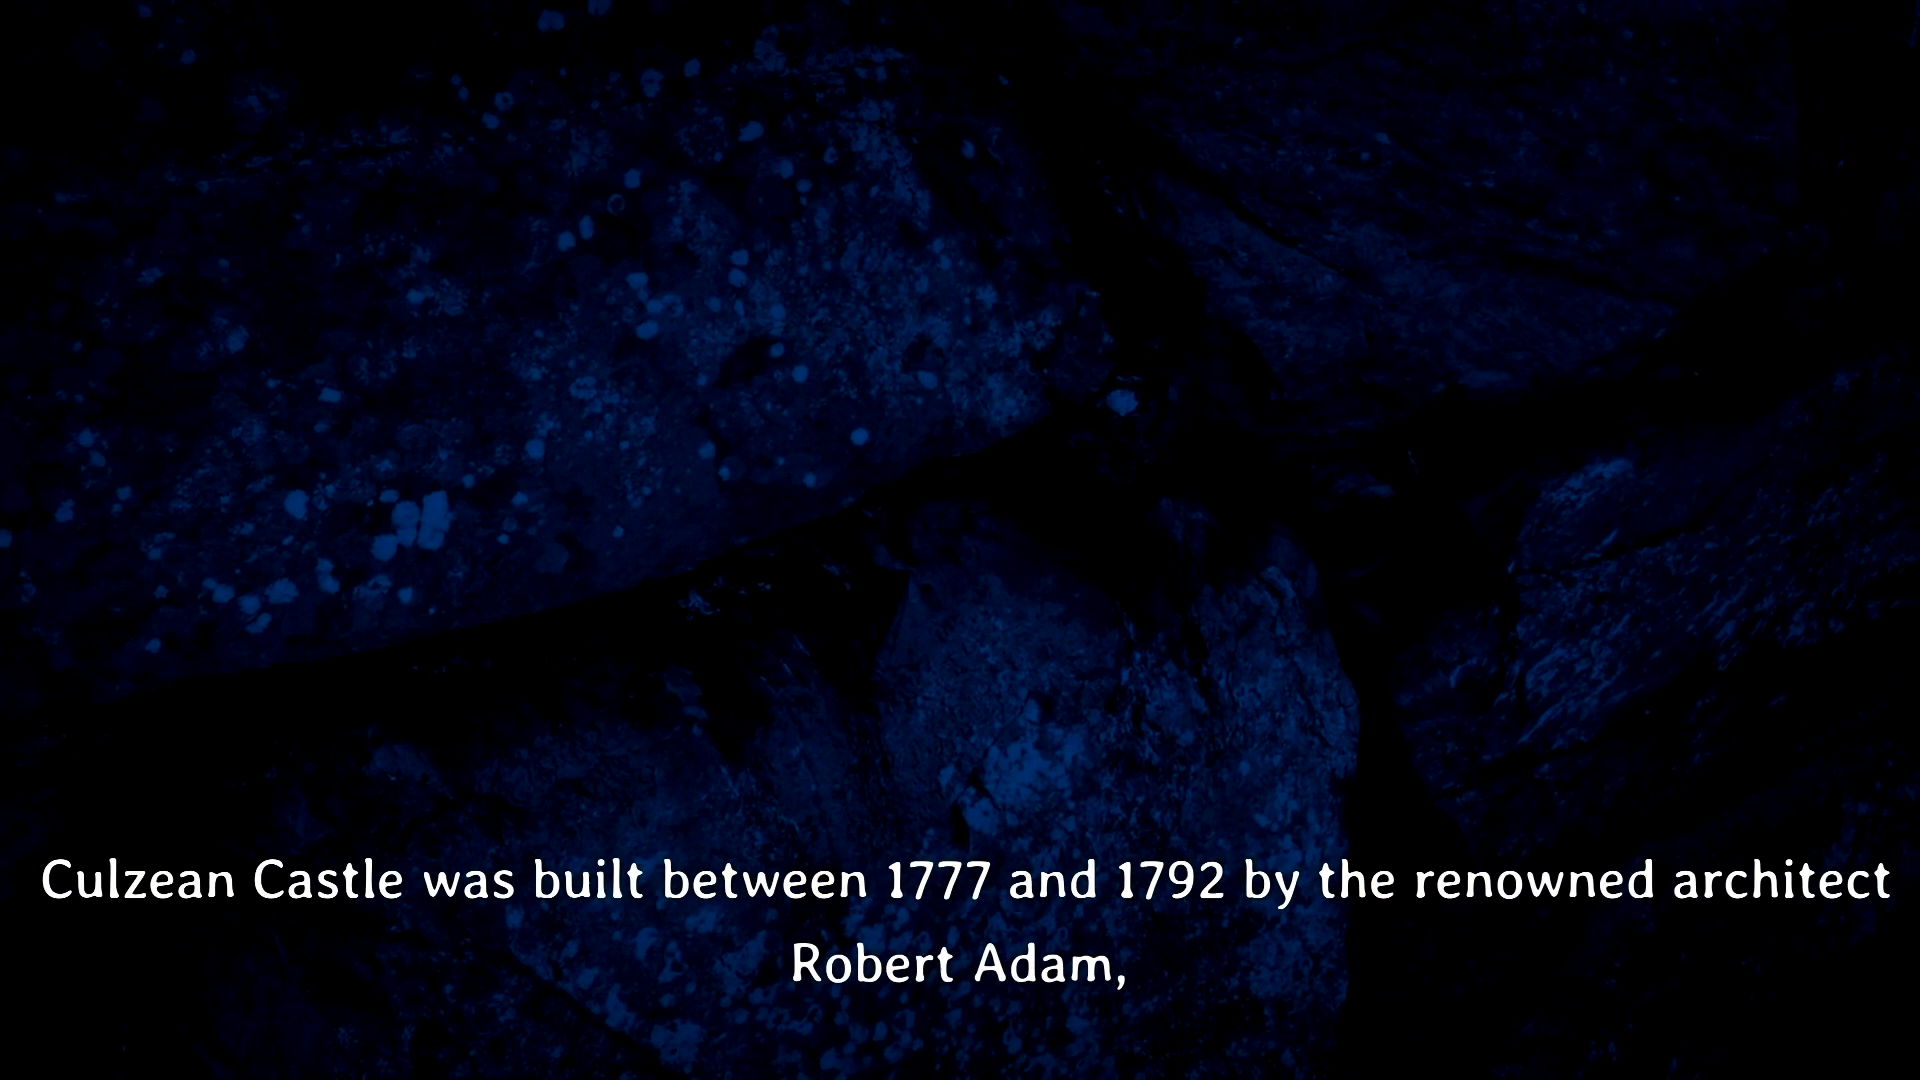 Culzean Castle was built between 1777 and 1792 by the renowned architect
Robert Adam,